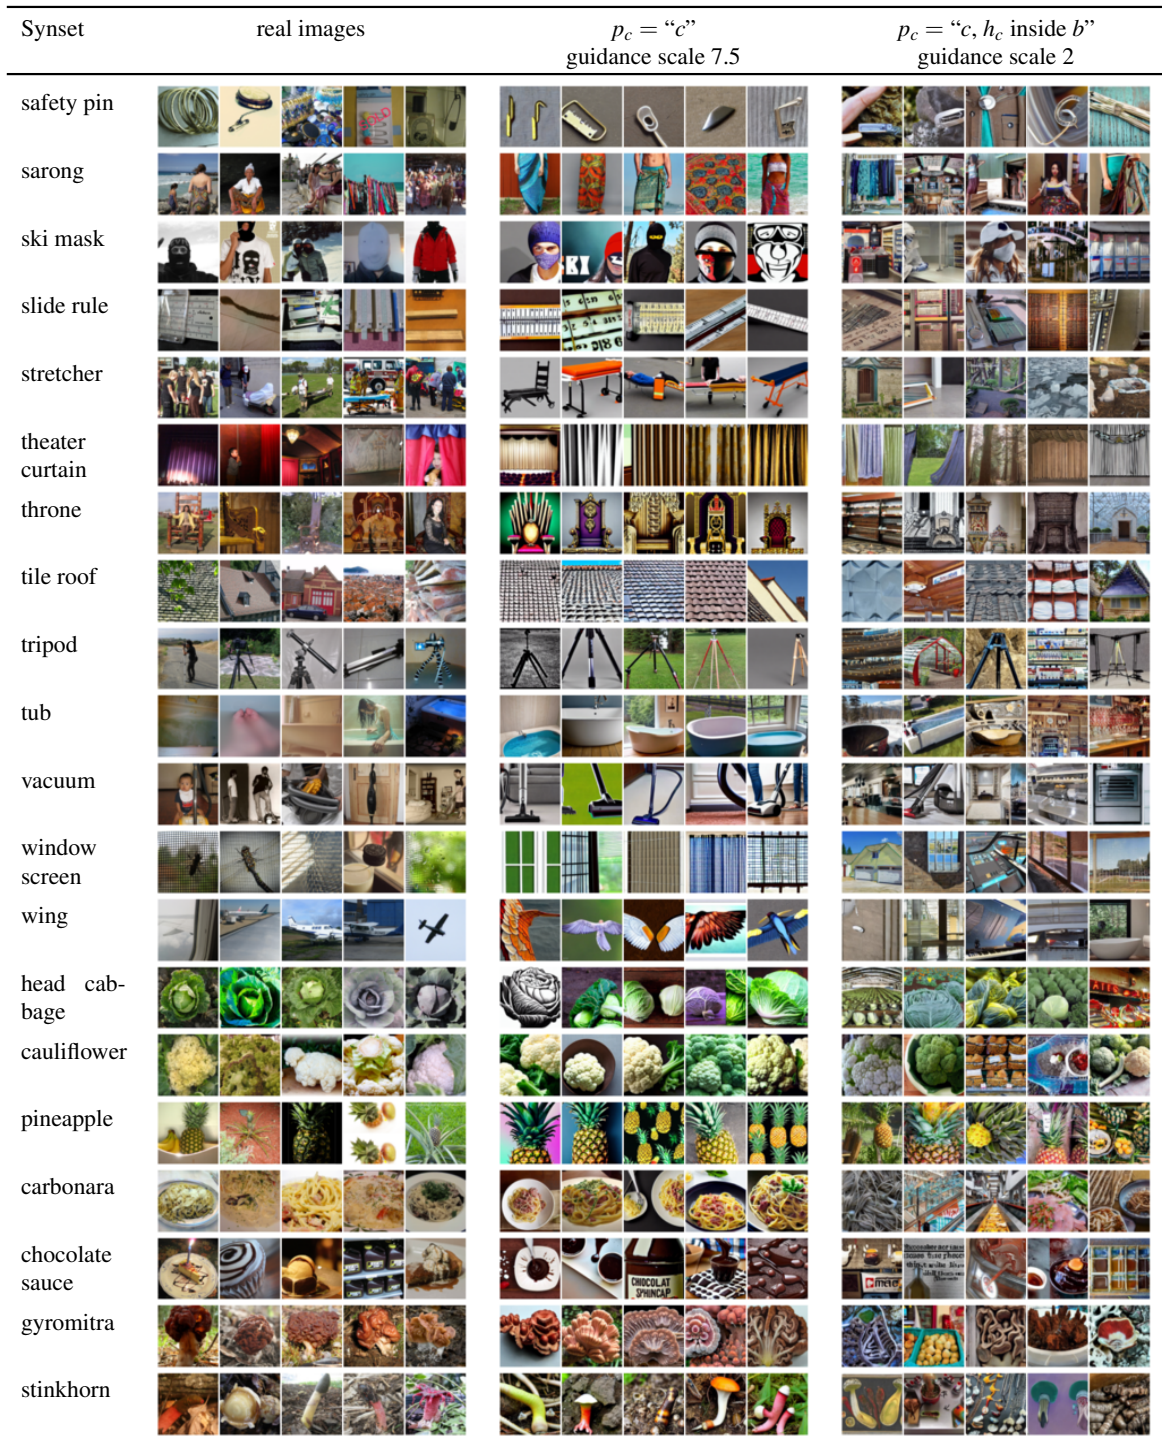 Synset real images p_c = “c” p_c = “c, h_c inside b”
guidance scale 7.5 guidance scale 2
safety pin
sarong
ski mask
slide rule
stretcher
theater
curtain
throne
tile roof
tripod
tub
vacuum
window
screen
wing
head cab-
bage
cauliflower
pineapple
carbonara
chocolate
sauce
CHOCOLAT
gyromitra
stinkhorn